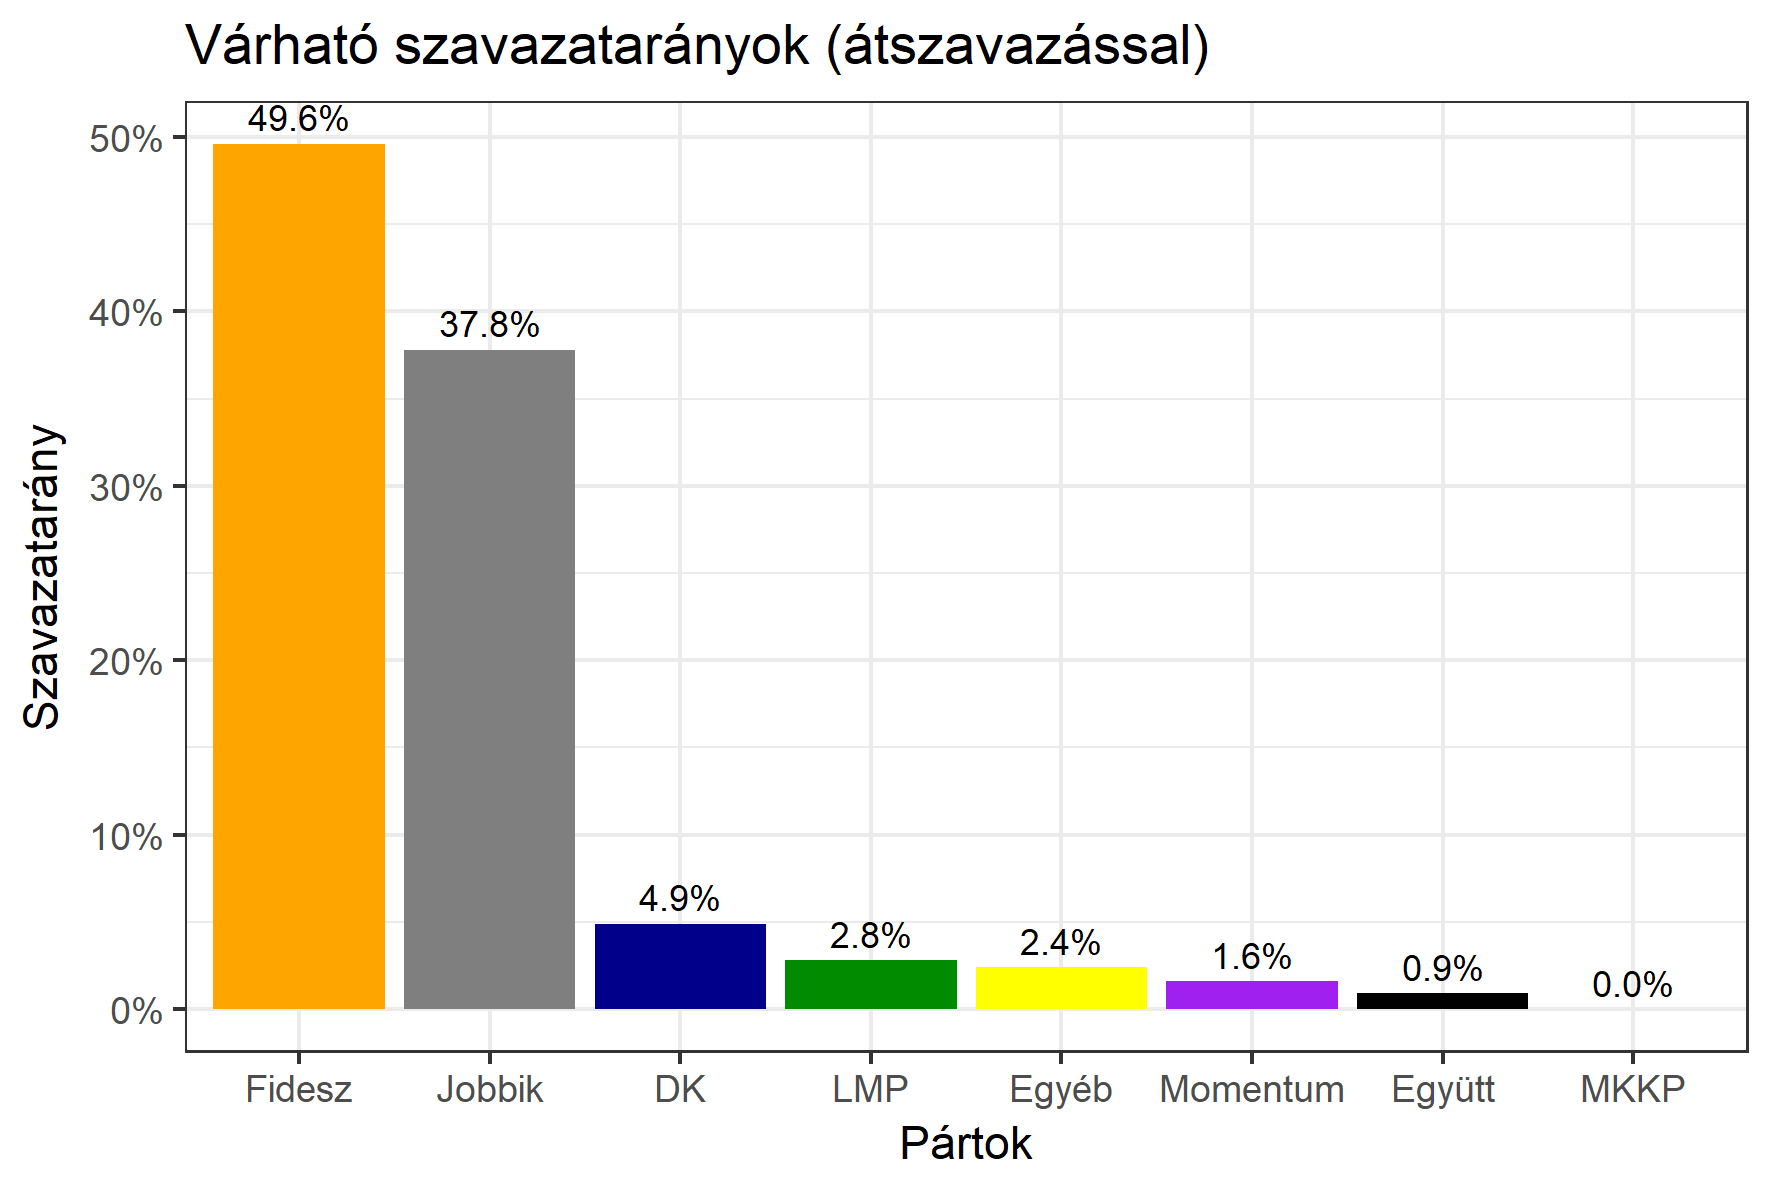 Várható szavazatarányok (átszavazással)
Szavazatarány
50%
40%
30%
20%
10%
0%
49.6%
37.8%
4.9%
2.8%
2.4%
1.6%
0.9%
0.0%
Fidesz
Jobbik
DK
LMP
Egyéb
Momentum
Együtt
MKKP
Pártok